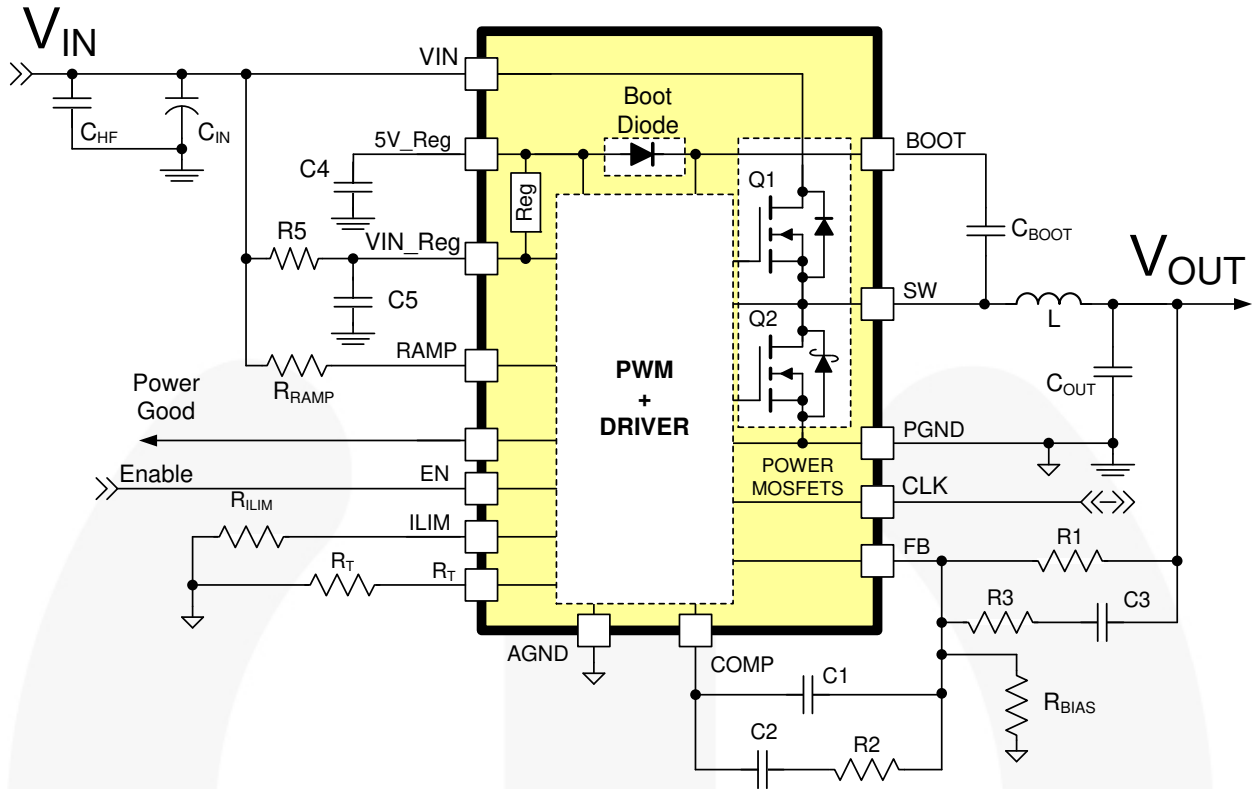 VIN
VIN
CHF
CIN
5V_Reg
Boot
Diode
BOOT
C4
Reg
Q1
R5
VIN_Reg
CBOOT
VOUT
C5
SW
L
Q2
RAMP
RRAMP
PWM
+
DRIVER
COUT
Power
Good
PGND
POWER
MOSFETS
Enable
EN
CLK
RILIM
ILIM
FB
R1
RT
RT
R3
C3
AGND
COMP
C1
RBIAS
C2
R2